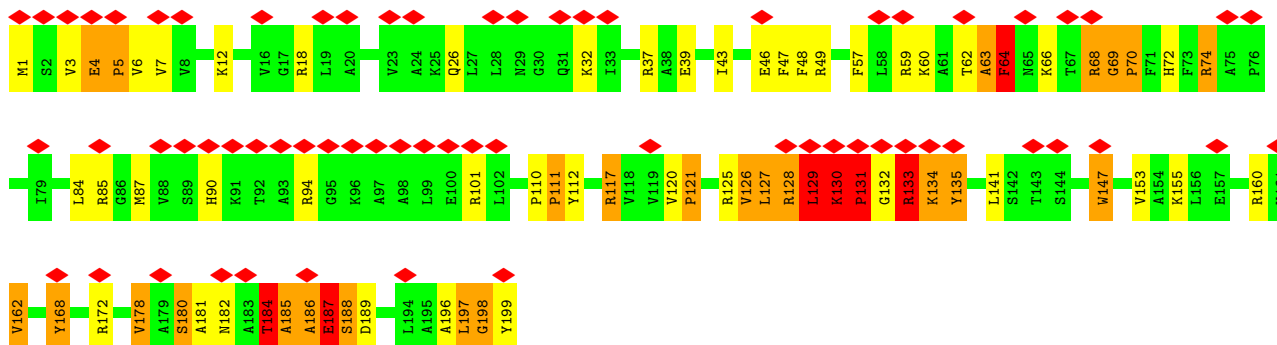 M1 S2 V3 E4 P5 V6 V7 V8 K12 V16 G17 R18 L19 A20 V23 A24 K25 Q26 L27 L28 N29 G30 Q31 K32 I33 R37 A38 E39 I43 E46 F47 F48 R49 F57 L58 R59 K60 A61 T62 A63 F64 N65 K66 T67 R68 G69 P70 F71 H72 F73 R74 A75 P76
I79 L84 R85 G86 M87 V88 S89 H90 K91 T92 A93 R94 G95 K96 A97 A98 L99 E100 R101 L102 P110 P111 Y112 R117 V118 V119 V120 P121 R125 V126 L127 R128 L129 K130 P131 G132 R133 K134 Y135 L141 S142 T143 S144 W147 V153 A154 K155 L156 E157 R160
V162 Y168 R172 V178 A179 S180 A181 N182 A183 T184 A185 A186 E187 S188 D189 L194 A195 A196 L197 G198 Y199